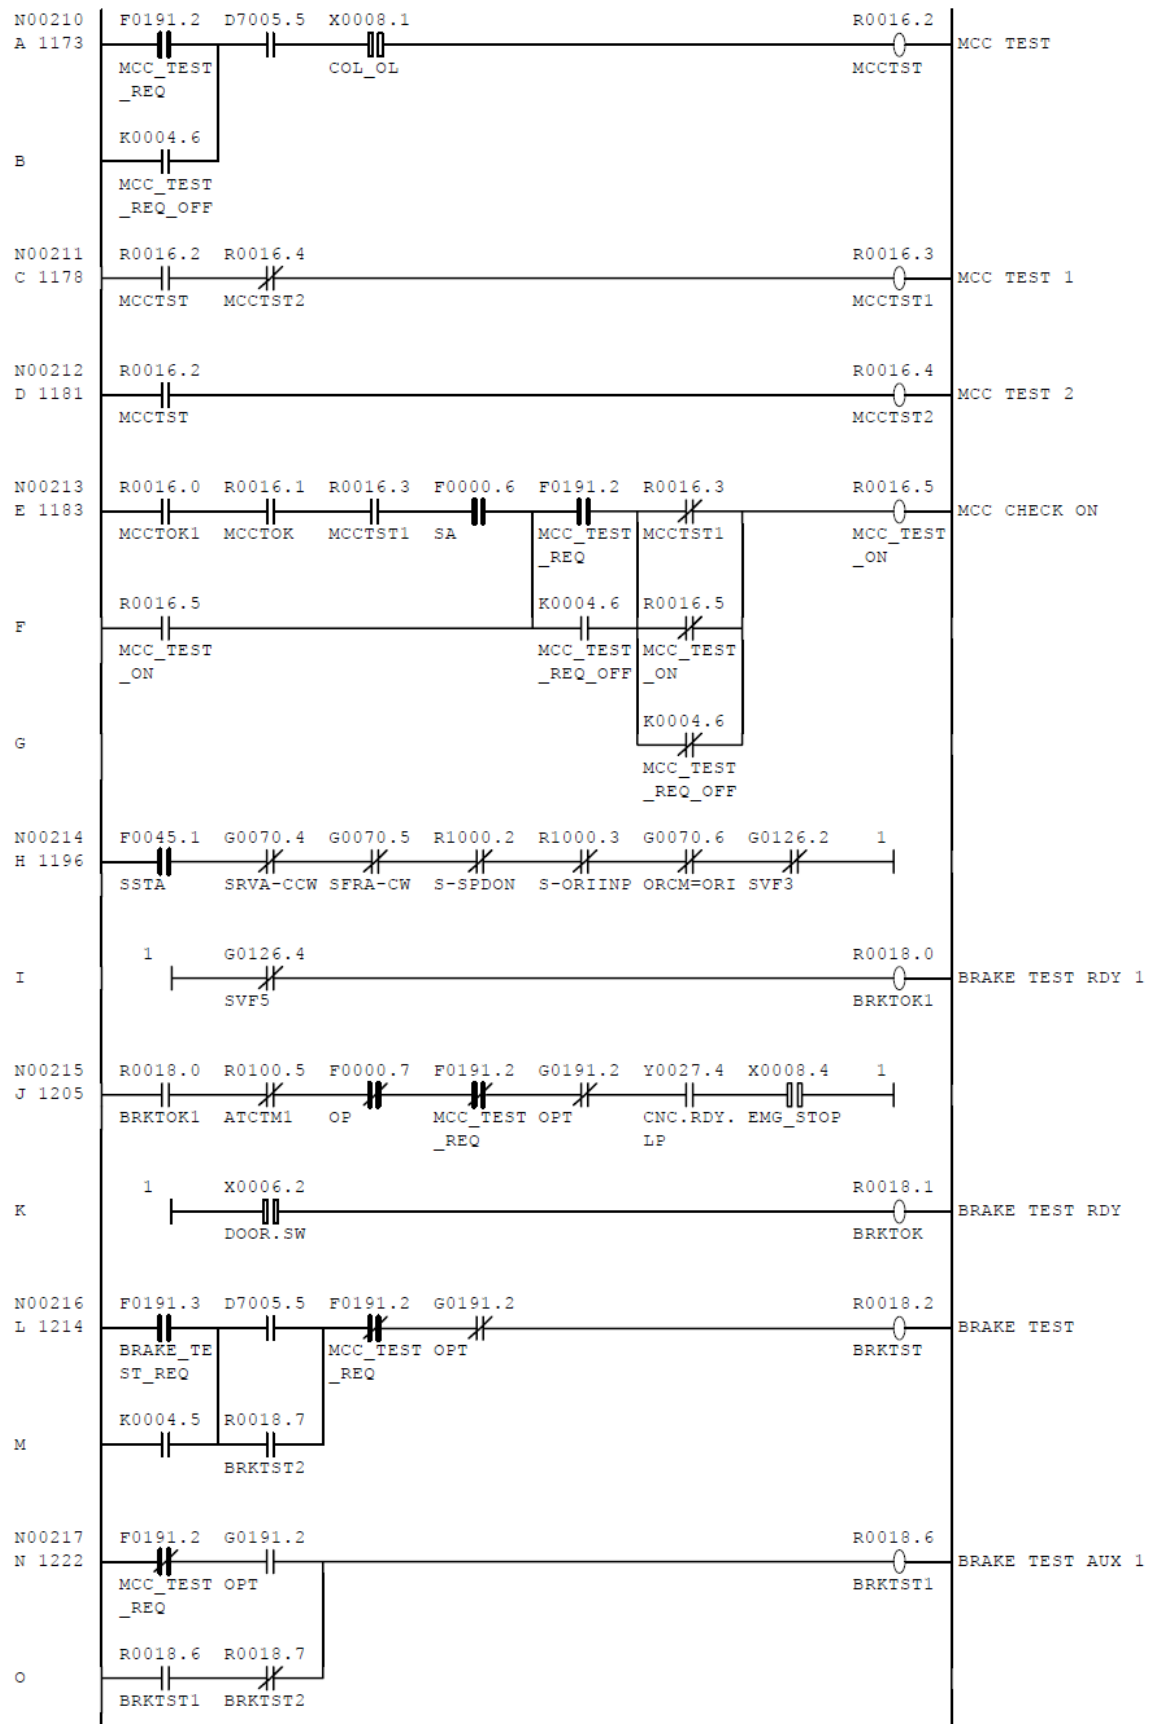 N00210 F0191.2 D7005.5 X0008.1 R0016.2
A 1173 MCC TEST
MCC_TEST COL_OL MCCTST
_REQ
K0004.6
B
MCC_TEST
_REQ_OFF
N00211 R0016.2 R0016.4 R0016.3
C 1178 MCC TEST 1
MCCTST MCCTST2 MCCTST1
N00212 R0016.2 R0016.4
D 1181 MCC TEST 2
MCCTST MCCTST2
N00213 R0016.0 R0016.1 R0016.3 F0000.6 F0191.2 R0016.3 R0016.5
E 1183 MCC CHECK ON
MCCTOK1 MCCTOK MCCTST1 SA MCC_TEST MCCTST1 MCC_TEST
_REQ _ON
R0016.5 K0004.6 R0016.5
F
MCC_TEST MCC_TEST MCC_TEST
_ON _REQ_OFF _ON
K0004.6
G
MCC_TEST
_REQ_OFF
N00214 F0045.1 G0070.4 G0070.5 R1000.2 R1000.3 G0070.6 G0126.2 1
H 1196
SSTA SRVA-CCW SFRA-CW S-SPDON S-ORIINP ORCM=ORI SVF3
1 G0126.4 R0018.0
I BRAKE TEST RDY 1
SVF5 BRKTOK1
N00215 R0018.0 R0100.5 F0000.7 F0191.2 G0191.2 Y0027.4 X0008.4 1
J 1205
BRKTOK1 ATCTM1 OP MCC_TEST OPT CNC.RDY. EMG_STOP
_REQ LP
1 X0006.2 R0018.1
K BRAKE TEST RDY
DOOR.SW BRKTOK
N00216 F0191.3 D7005.5 F0191.2 G0191.2 R0018.2
L 1214 BRAKE TEST
BRAKE_TE MCC_TEST OPT BRKTST
ST_REQ _REQ
K0004.5 R0018.7
M
BRKTST2
N00217 F0191.2 G0191.2 R0018.6
N 1222 BRAKE TEST AUX 1
MCC_TEST OPT BRKTST1
_REQ
R0018.6 R0018.7
O
BRKTST1 BRKTST2